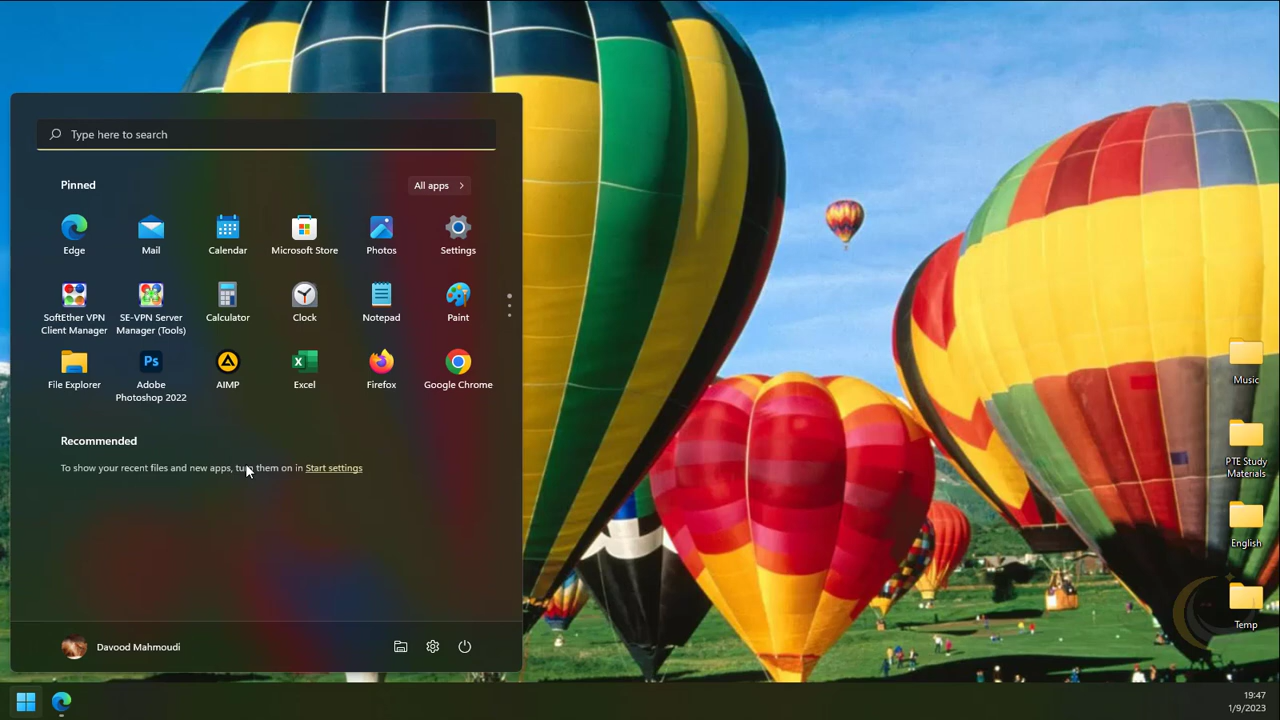 Type here to search
Pinned
All apps
Edge
Mail
Calendar
Microsoft Store
Photos
Settings
SoftEther VPN
Client Manager
SE-VPN Server
Manager (Tools)
Calculator
Clock
Notepad
Paint
File Explorer
Ps
Adobe
Photoshop 2022
AIMP
Excel
Firefox
Google Chrome
Recommended
To show your recent files and new apps, turn them on in Start settings
Davood Mahmoudi
Music
PTE Study
Materials
English
Temp
19:47
1/9/2023